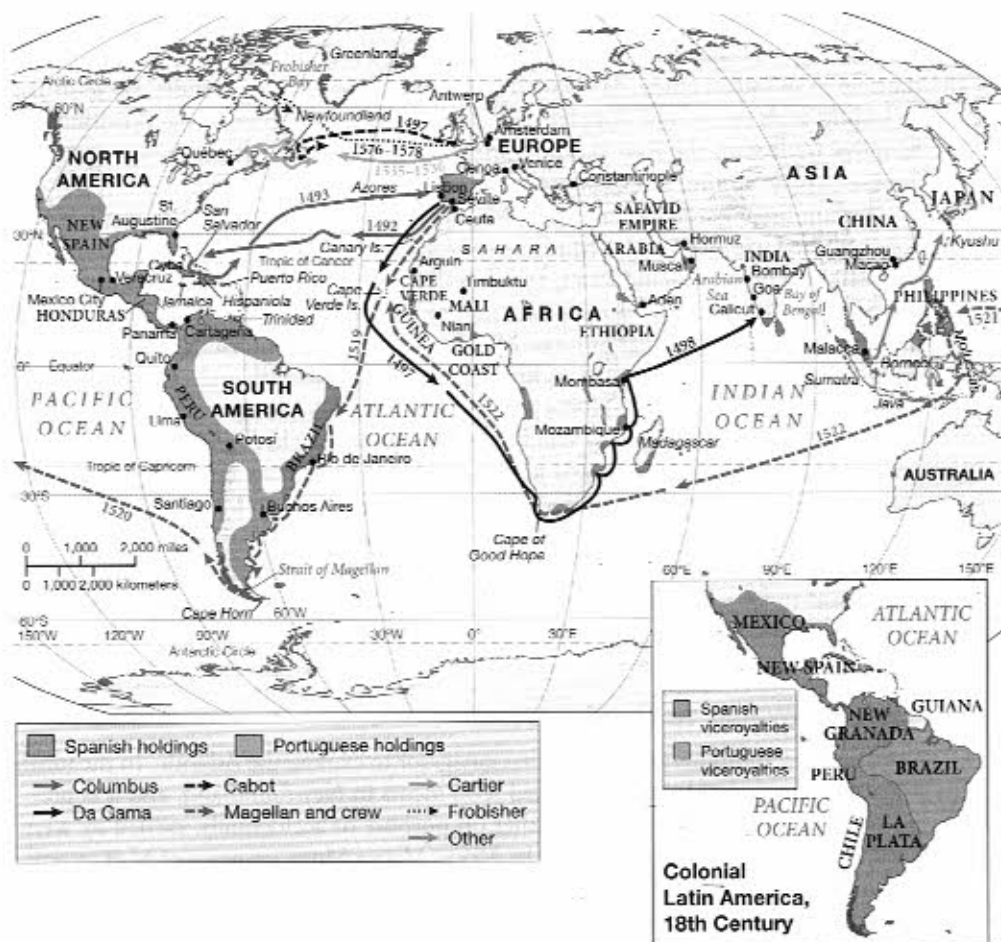 Greenland
Frobisher
Bay
Arctic Circle
60°N
Newfoundland
Antwerp
1497
Amsterdam
EUROPE
1576–1578
Québec
NORTH
AMERICA
Genoa
Venice
Constantinople
ASIA
JAPAN
Azores
Lisbon
Seville
Ceuta
1493
St.
Augustine
San
Salvador
NEW
SPAIN
30°N
1492
Canary Is.
SAHARA
SAFAVID
EMPIRE
ARABIA
Hormuz
Muscat
CHINA
Kyushu
Guangzhou
Macao
INDIA
Bombay
Goa
Calicut
Arabian
Sea
Bay of
Bengal
Cuba
Tropic of Cancer
Veracruz
Puerto Rico
Mexico City
HONDURAS
Jamaica
Hispaniola
Trinidad
Panama
Cartagena
Arguin
Cape
Verde Is.
CAPE
VERDE
Timbuktu
MALI
Niani
GUINEA
GOLD
COAST
AFRICA
Aden
ETHIOPIA
PHILIPPINES
1521
Malacca
Borneo
Moluccas
Sumatra
Java
Quito
0°
Equator
1519
1497
1498
Mombasa
PACIFIC
OCEAN
PERU
SOUTH
AMERICA
Lima
Potosí
BRAZIL
ATLANTIC
OCEAN
1522
INDIAN
OCEAN
Mozambique
Madagascar
1522
Tropic of Capricorn
Rio de Janeiro
AUSTRALIA
30°S
Santiago
Buenos Aires
1520
Cape of
Good Hope
0 1,000 2,000 miles
0 1,000 2,000 kilometers
Strait of Magellan
Cape Horn
60°S
150°W
120°W
90°W
60°W
30°W
0°
30°E
60°E
90°E
120°E
150°E
Antarctic Circle
Spanish holdings
Portuguese holdings
Columbus
Cabot
Cartier
Da Gama
Magellan and crew
Frobisher
Other
MEXICO
ATLANTIC
OCEAN
NEW SPAIN
Spanish
viceroyalties
Portuguese
viceroyalties
NEW
GRANADA
GUIANA
PERU
BRAZIL
PACIFIC
OCEAN
CHILE
LA
PLATA
Colonial
Latin America,
18th Century